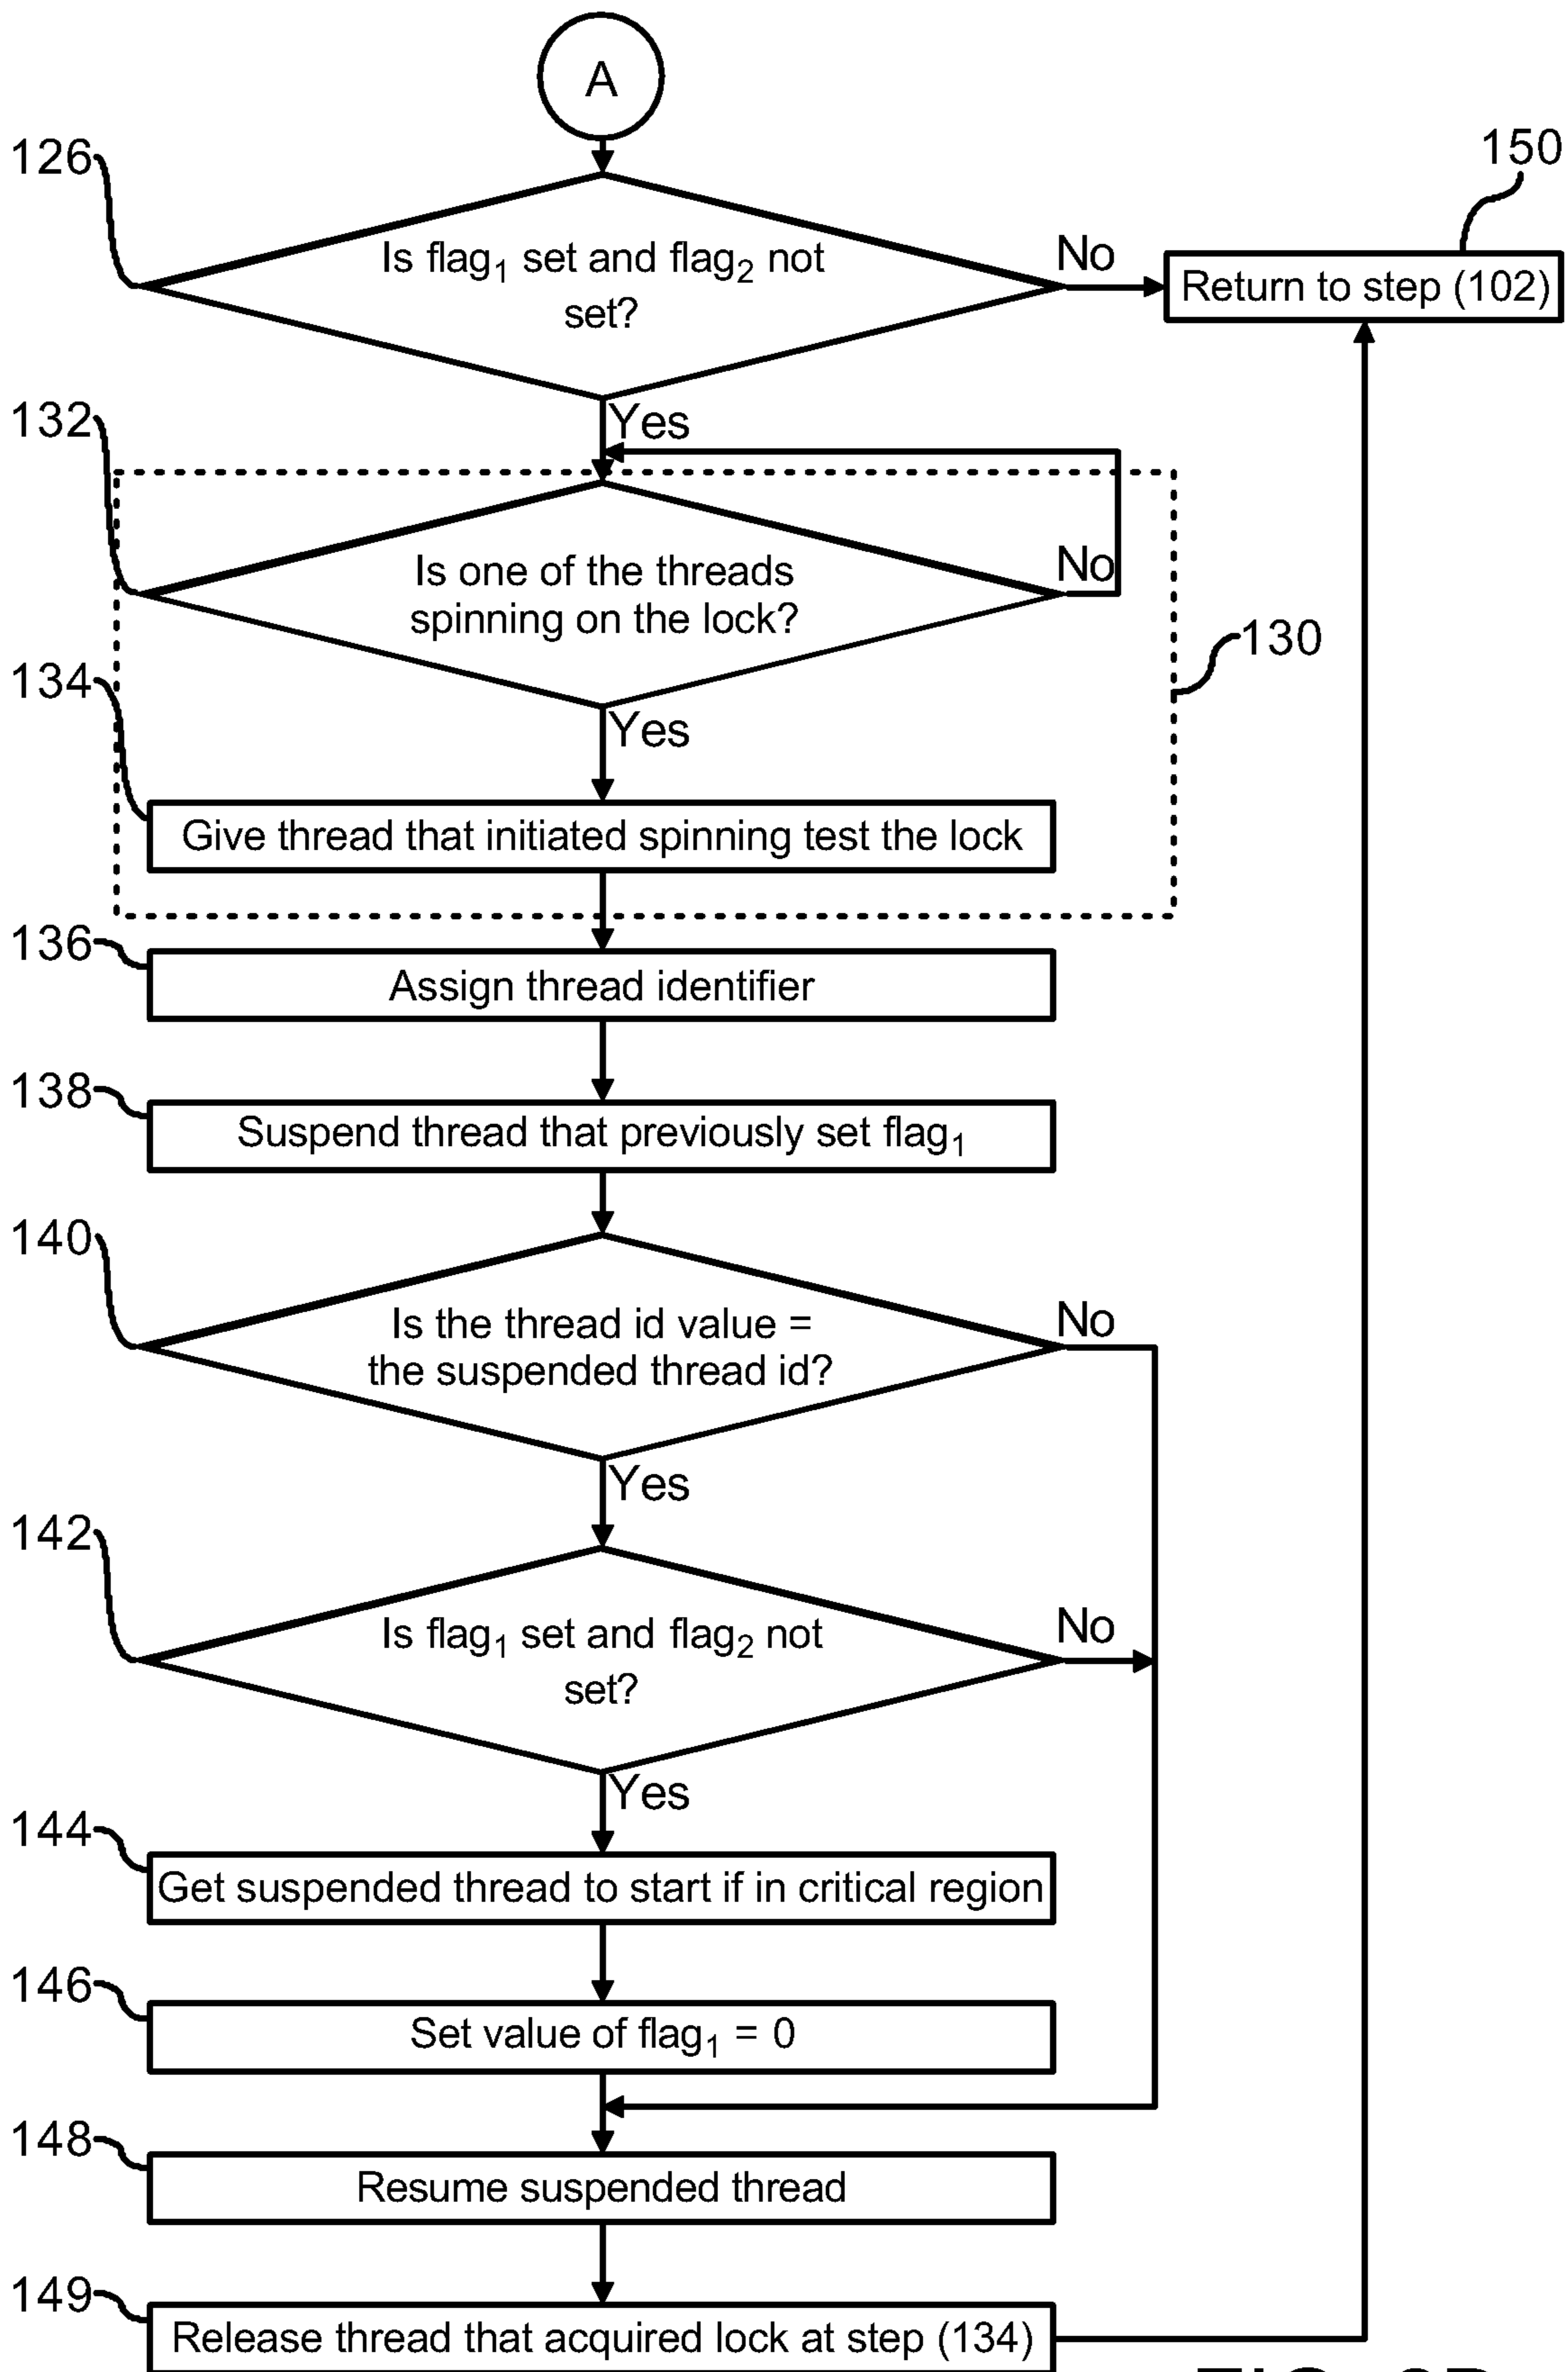 A
126
150
Is flag₁ set and flag₂ not
set?
No
Return to step (102)
Yes
132
Is one of the threads
spinning on the lock?
No
130
134
Yes
Give thread that initiated spinning test the lock
136
Assign thread identifier
138
Suspend thread that previously set flag₁
140
Is the thread id value =
the suspended thread id?
No
Yes
142
Is flag₁ set and flag₂ not
set?
No
Yes
144
Get suspended thread to start if in critical region
146
Set value of flag₁ = 0
148
Resume suspended thread
149
Release thread that acquired lock at step (134)